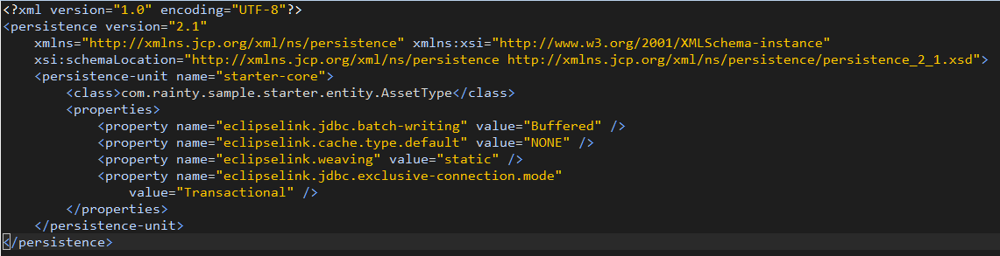 <?xml version="1.0" encoding="UTF-8"?>
<persistence version="2.1"
    xmlns="http://xmlns.jcp.org/xml/ns/persistence" xmlns:xsi="http://www.w3.org/2001/XMLSchema-instance"
    xsi:schemaLocation="http://xmlns.jcp.org/xml/ns/persistence http://xmlns.jcp.org/xml/ns/persistence/persistence_2_1.xsd">
    <persistence-unit name="starter-core">
        <class>com.rainty.sample.starter.entity.AssetType</class>
        <properties>
            <property name="eclipselink.jdbc.batch-writing" value="Buffered" />
            <property name="eclipselink.cache.type.default" value="NONE" />
            <property name="eclipselink.weaving" value="static" />
            <property name="eclipselink.jdbc.exclusive-connection.mode"
                value="Transactional" />
        </properties>
    </persistence-unit>
</persistence>